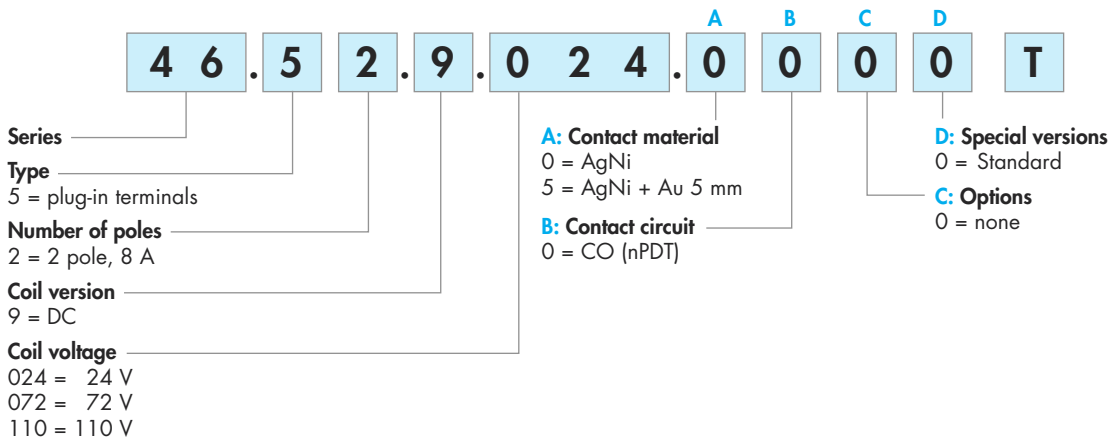 A B C D
4 6 . 5 2 . 9 . 0 2 4 . 0 0 0 0 T
Series
Type
5 = plug-in terminals
Number of poles
2 = 2 pole, 8 A
Coil version
9 = DC
Coil voltage
024 = 24 V
072 = 72 V
110 = 110 V
A: Contact material
0 = AgNi
5 = AgNi + Au 5 mm
B: Contact circuit
0 = CO (nPDT)
D: Special versions
0 = Standard
C: Options
0 = none